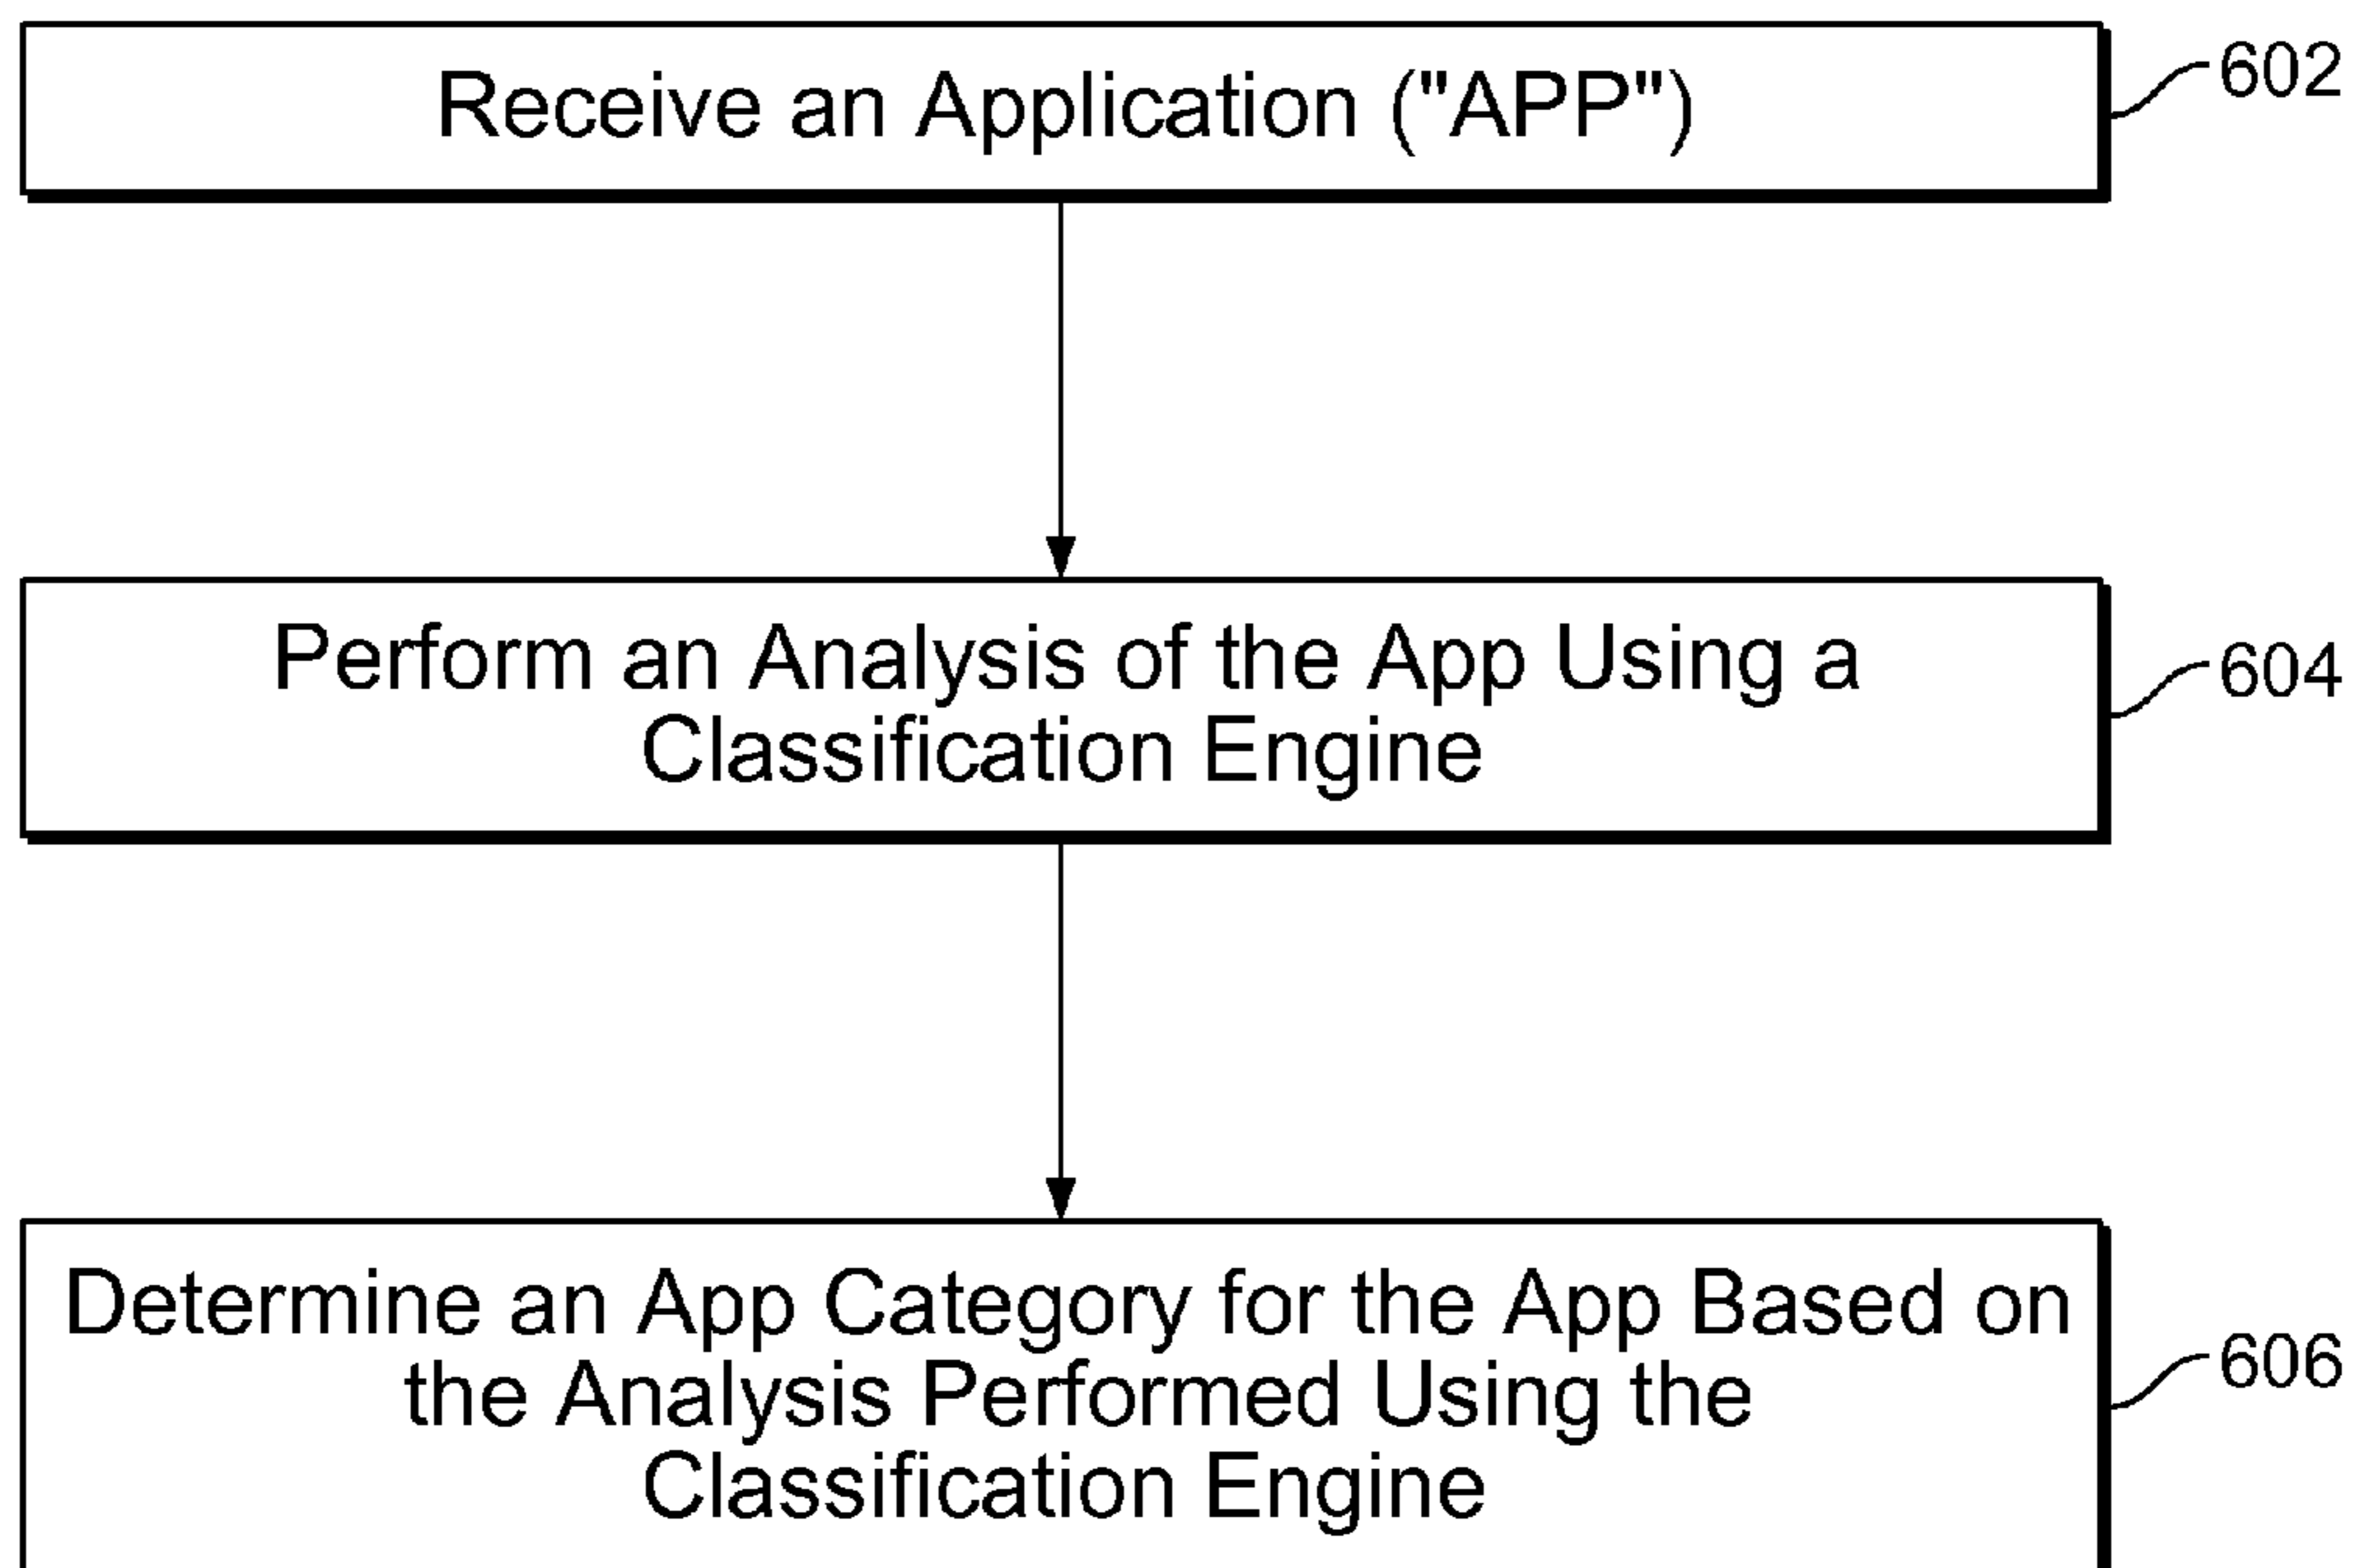 Receive an Application ("APP")
602
Perform an Analysis of the App Using a
Classification Engine
604
Determine an App Category for the App Based on
the Analysis Performed Using the
Classification Engine
606